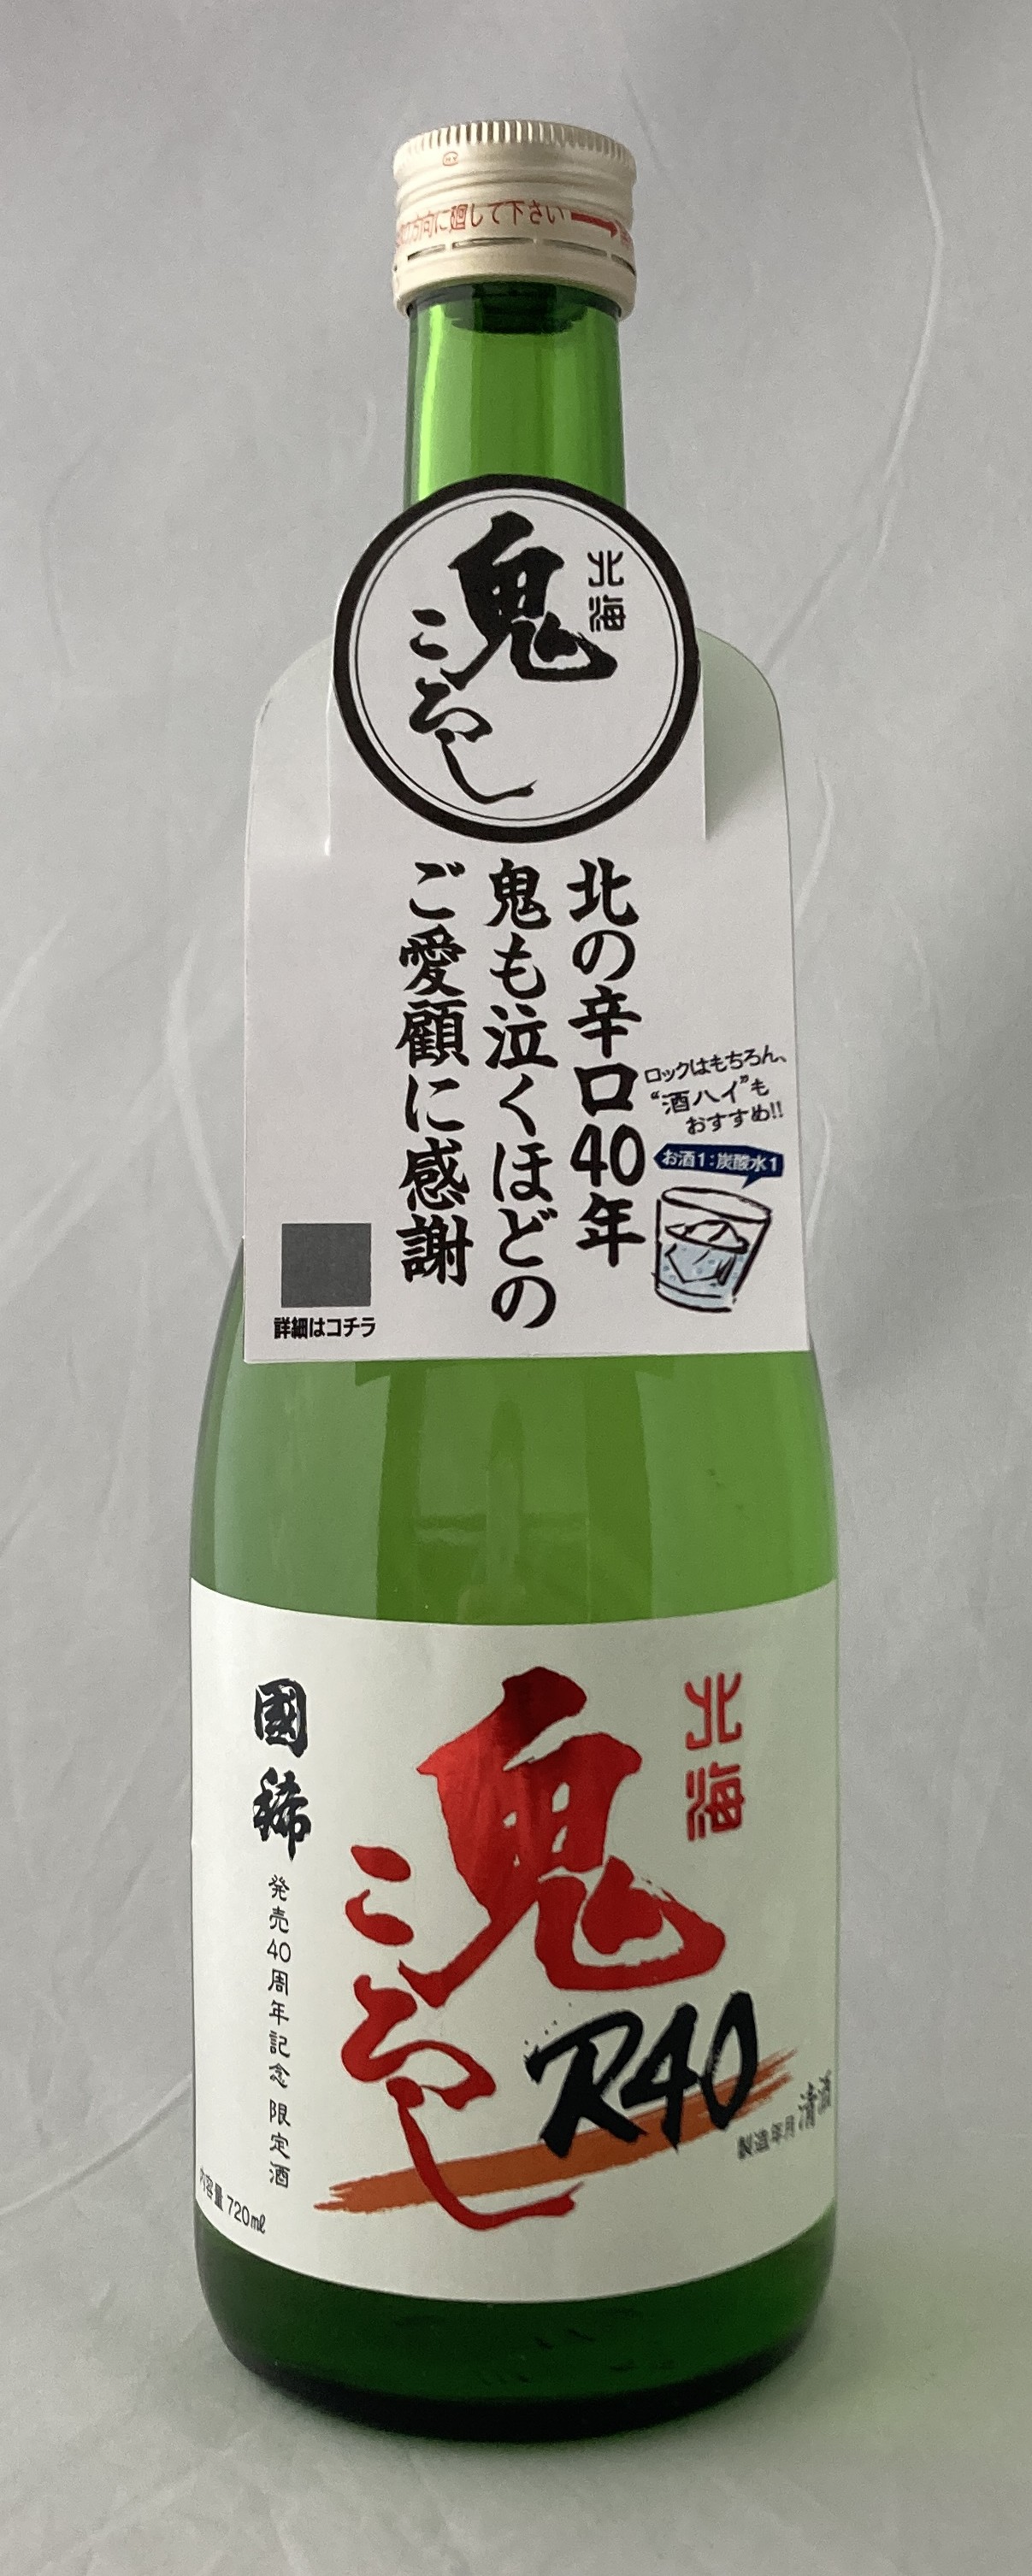 の方向に廻して下さい
北海
鬼
ころし
北の辛口40年
鬼も泣くほどの
ご愛顧に感謝
ロックはもちろん、
“酒ハイ”も
おすすめ!!
お酒1:炭酸水1
詳細はコチラ
北海
鬼
ころし
R40
國稀
発売40周年記念 限定酒
清酒
製造年月
内容量 720㎖